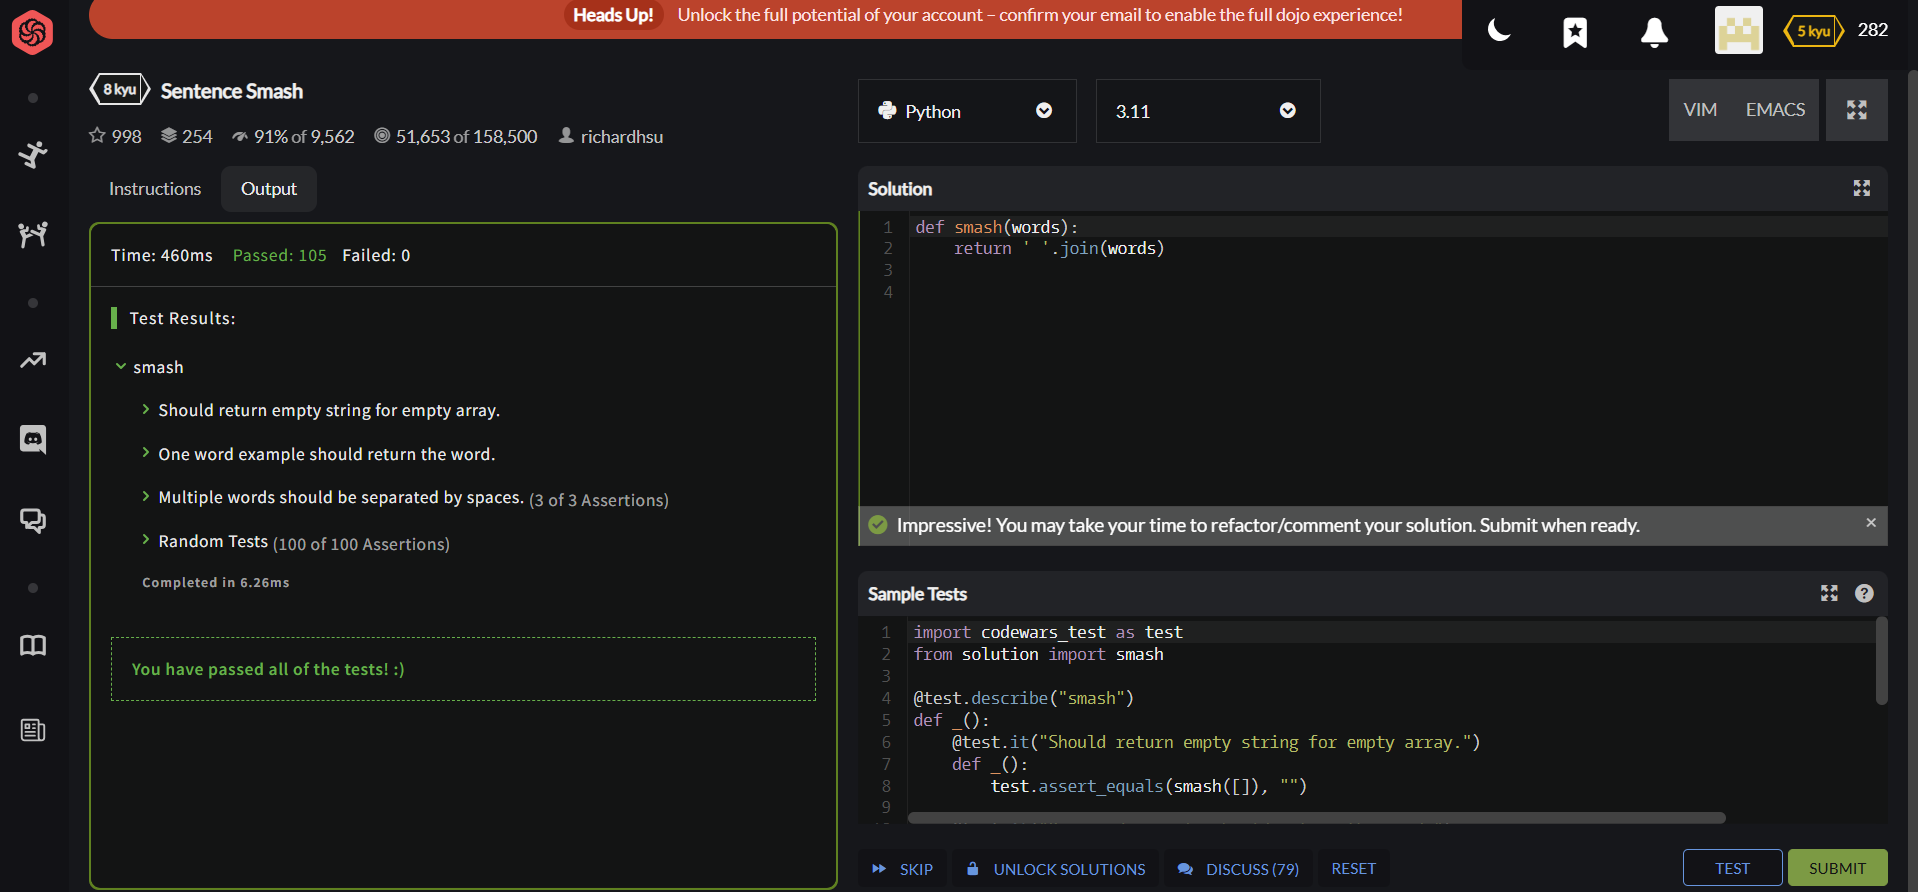 Heads Up! Unlock the full potential of your account – confirm your email to enable the full dojo experience!
5 kyu 282
8 kyu Sentence Smash
998 254 91% of 9,562 51,653 of 158,500 richardhsu
Instructions Output
Time: 460ms Passed: 105 Failed: 0
Test Results:
smash
Should return empty string for empty array.
One word example should return the word.
Multiple words should be separated by spaces. (3 of 3 Assertions)
Random Tests (100 of 100 Assertions)
Completed in 6.26ms
You have passed all of the tests! :)
Python 3.11 VIM EMACS
Solution
1 def smash(words):
2     return ' '.join(words)
3
4
Impressive! You may take your time to refactor/comment your solution. Submit when ready. ×
Sample Tests ?
1 import codewars_test as test
2 from solution import smash
3
4 @test.describe("smash")
5 def _():
6     @test.it("Should return empty string for empty array.")
7     def _():
8         test.assert_equals(smash([]), "")
9
SKIP UNLOCK SOLUTIONS DISCUSS (79) RESET TEST SUBMIT